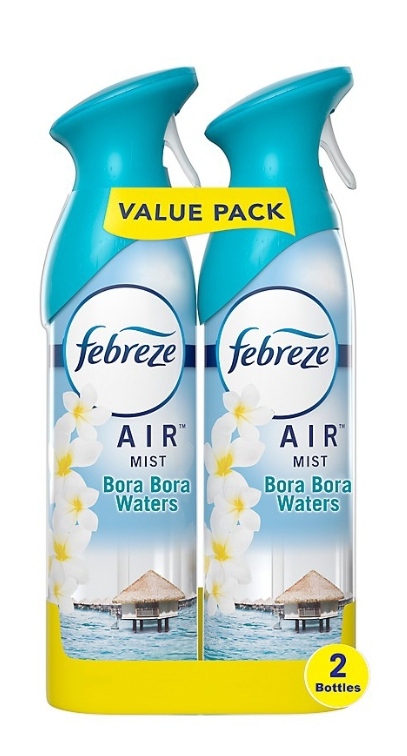 VALUE PACK
febreze
AIR™
MIST
Bora Bora
Waters
febreze
AIR™
MIST
Bora Bora
Waters
2
Bottles